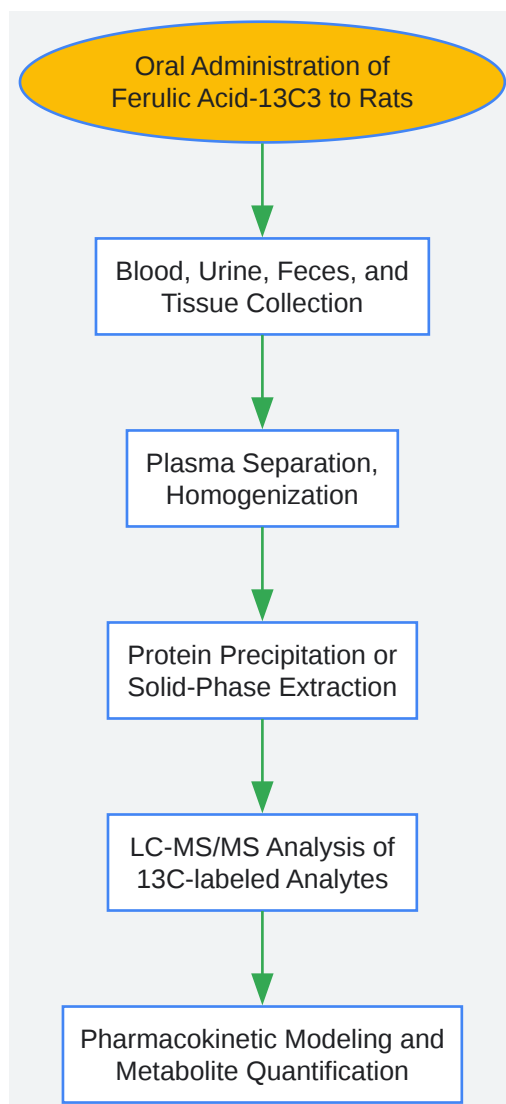 Oral Administration of
Ferulic Acid-13C3 to Rats
Blood, Urine, Feces, and
Tissue Collection
Plasma Separation,
Homogenization
Protein Precipitation or
Solid-Phase Extraction
LC-MS/MS Analysis of
13C-labeled Analytes
Pharmacokinetic Modeling and
Metabolite Quantification